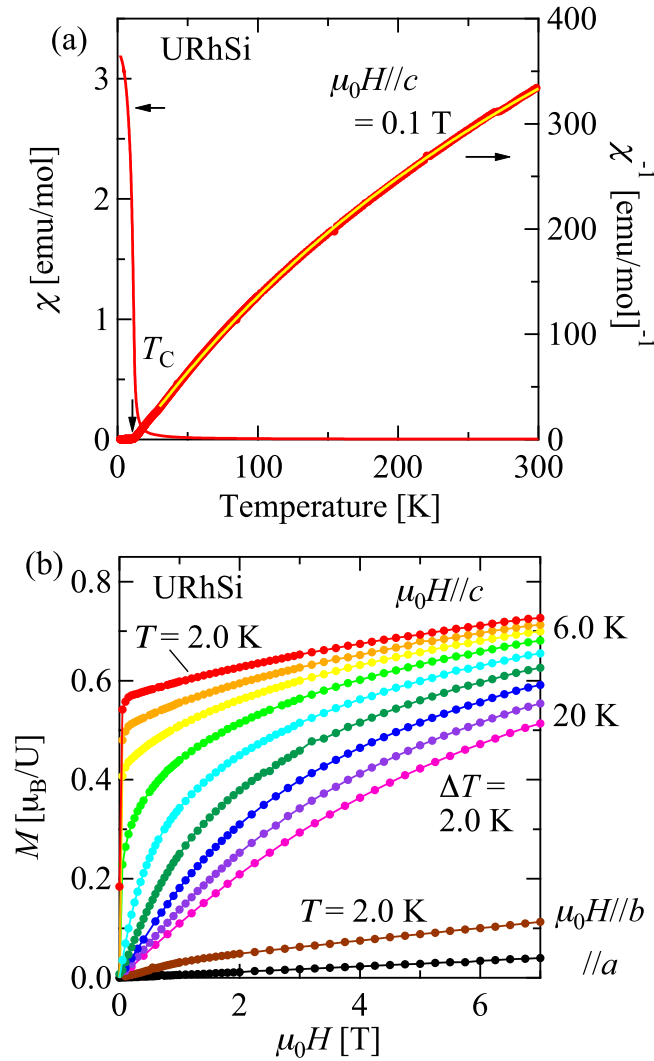 (a)
URhSi
400
3
μ₀H//c
= 0.1 T
300
χ [emu/mol]
2
200
χ⁻¹ [emu/mol]⁻¹
1
T_C
100
0
0
0
100
200
300
Temperature [K]
(b)
0.8
URhSi
μ₀H//c
T = 2.0 K
6.0 K
0.6
20 K
M [μ_B/U]
0.4
ΔT =
2.0 K
0.2
T = 2.0 K
μ₀H//b
//a
0.0
0
2
4
6
μ₀H [T]